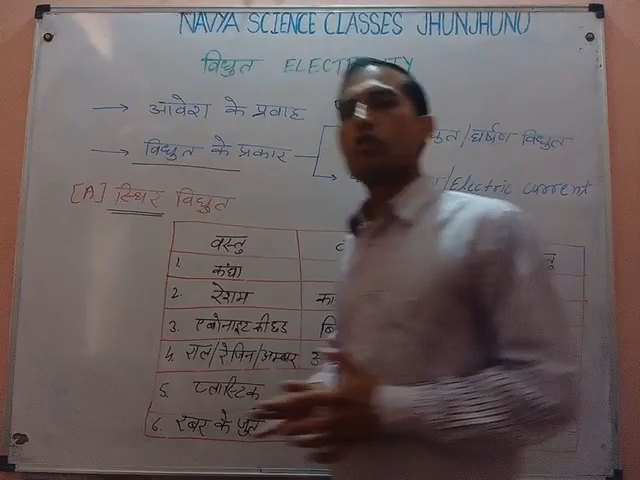 NAVYA SCIENCE CLASSES JHUNJHUNU
विद्युत ELECTRICITY
→ आवेश के प्रवाह
→ विद्युत के प्रकार
/घर्षण विद्युत
/Electric current
[A] स्थिर विद्युत
वस्तु
1. कंघा
2. रेशम का
3. एबोनाइट की छड़ बि
4. राल/रेजिन/अम्बर
5. प्लास्टिक
6. रबर के जुते